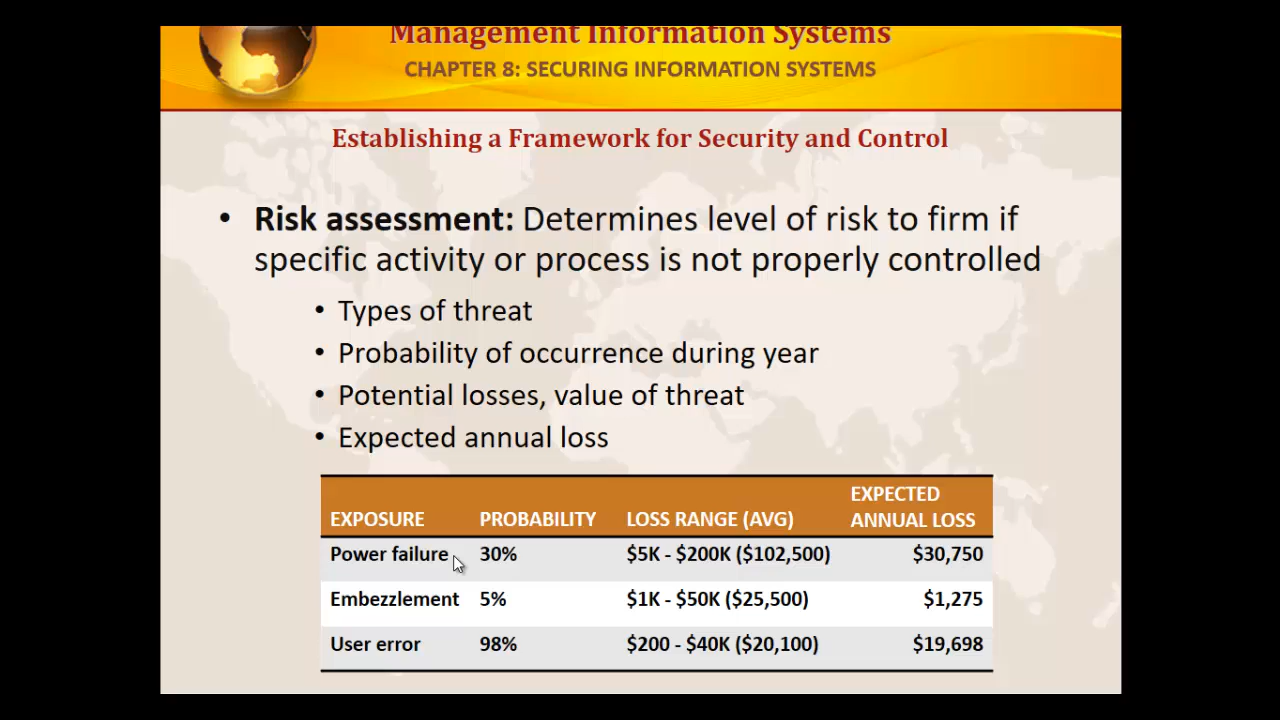 Management Information Systems
CHAPTER 8: SECURING INFORMATION SYSTEMS
Establishing a Framework for Security and Control
• Risk assessment: Determines level of risk to firm if
specific activity or process is not properly controlled
• Types of threat
• Probability of occurrence during year
• Potential losses, value of threat
• Expected annual loss
EXPOSURE PROBABILITY LOSS RANGE (AVG) EXPECTED
ANNUAL LOSS
Power failure 30% $5K - $200K ($102,500) $30,750
Embezzlement 5% $1K - $50K ($25,500) $1,275
User error 98% $200 - $40K ($20,100) $19,698